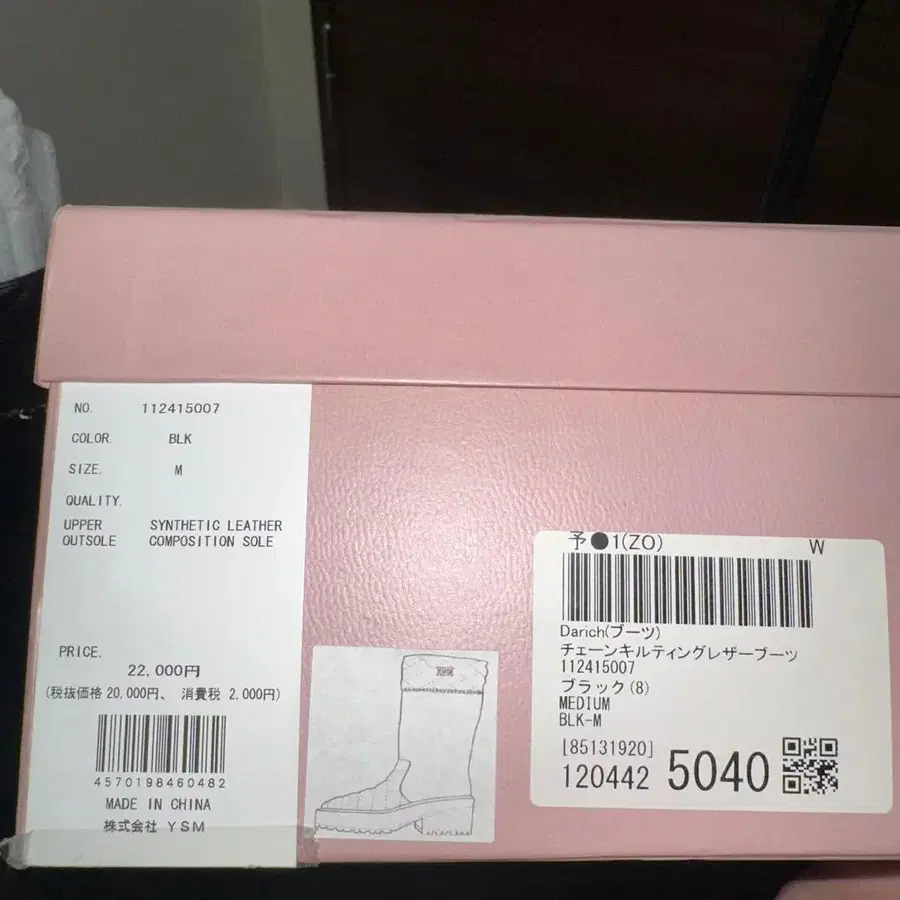 NO. 112415007
COLOR. BLK
SIZE. M
QUALITY.
UPPER SYNTHETIC LEATHER
OUTSOLE COMPOSITION SOLE
PRICE.
22,000円
(税抜価格 20,000円、 消費税 2,000円)
4570198460482
MADE IN CHINA
株式会社 YSM
予●1(ZO) W
Darich(ブーツ)
チェーンキルティングレザーブーツ
112415007
ブラック(8)
MEDIUM
BLK-M
[85131920]
120442 5040